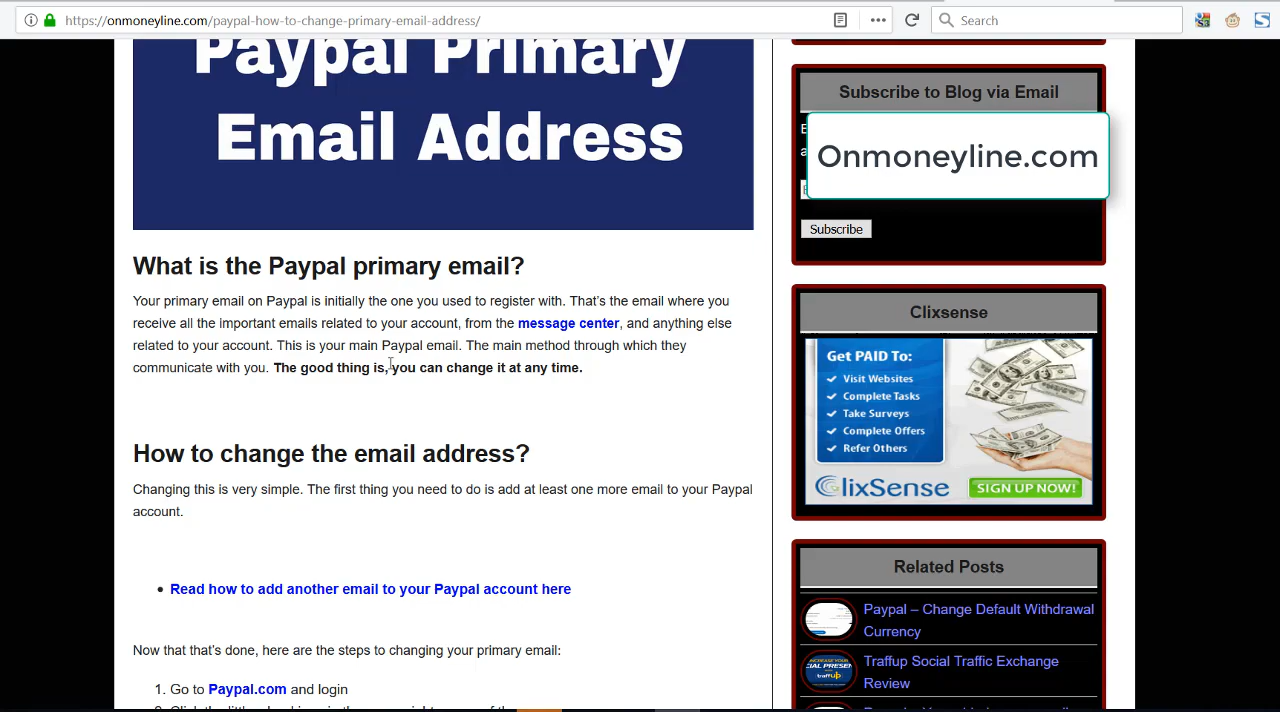 https://onmoneyline.com/paypal-how-to-change-primary-email-address/
Search
Paypal Primary
Email Address
What is the Paypal primary email?
Your primary email on Paypal is initially the one you used to register with. That's the email where you
receive all the important emails related to your account, from the message center, and anything else
related to your account. This is your main Paypal email. The main method through which they
communicate with you. The good thing is, you can change it at any time.
How to change the email address?
Changing this is very simple. The first thing you need to do is add at least one more email to your Paypal
account.
• Read how to add another email to your Paypal account here
Now that that's done, here are the steps to changing your primary email:
1. Go to Paypal.com and login
Subscribe to Blog via Email
Onmoneyline.com
Subscribe
Clixsense
Get PAID To:
Visit Websites
Complete Tasks
Take Surveys
Complete Offers
Refer Others
ClixSense
SIGN UP NOW!
Related Posts
Paypal – Change Default Withdrawal
Currency
Traffup Social Traffic Exchange
Review